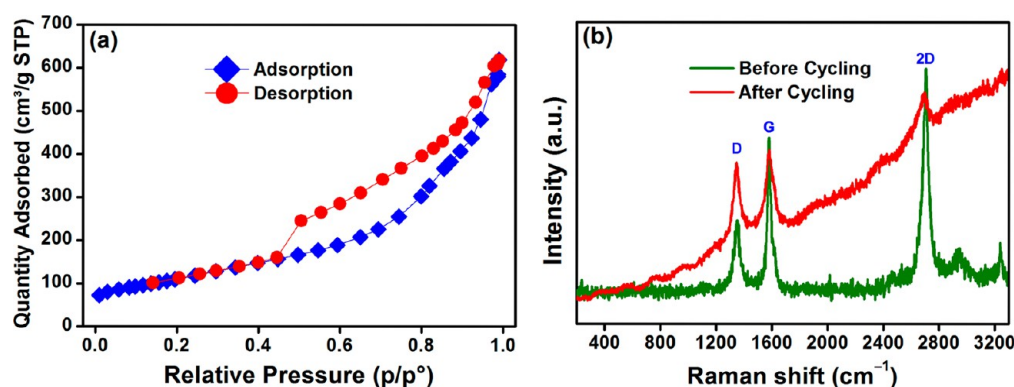 (a)
Adsorption
Desorption
Quantity Adsorbed (cm³/g STP)
700
600
500
400
300
200
100
0
0.0 0.2 0.4 0.6 0.8 1.0
Relative Pressure (p/p°)
(b)
Before Cycling
After Cycling
2D
G
D
Intensity (a.u.)
400 800 1200 1600 2000 2400 2800 3200
Raman shift (cm⁻¹)